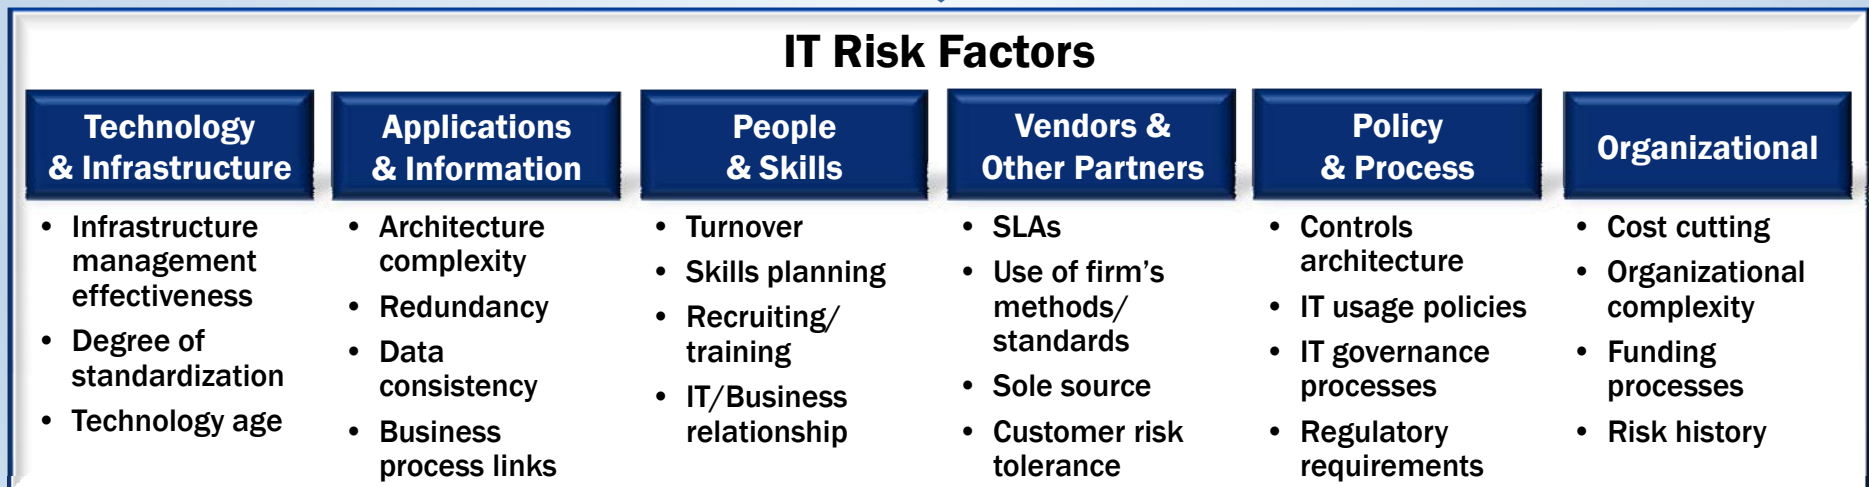 IT Risk Factors
Technology
& Infrastructure
• Infrastructure
management
effectiveness
• Degree of
standardization
• Technology age
Applications
& Information
• Architecture
complexity
• Redundancy
• Data
consistency
• Business
process links
People
& Skills
• Turnover
• Skills planning
• Recruiting/
training
• IT/Business
relationship
Vendors &
Other Partners
• SLAs
• Use of firm's
methods/
standards
• Sole source
• Customer risk
tolerance
Policy
& Process
• Controls
architecture
• IT usage policies
• IT governance
processes
• Regulatory
requirements
Organizational
• Cost cutting
• Organizational
complexity
• Funding
processes
• Risk history